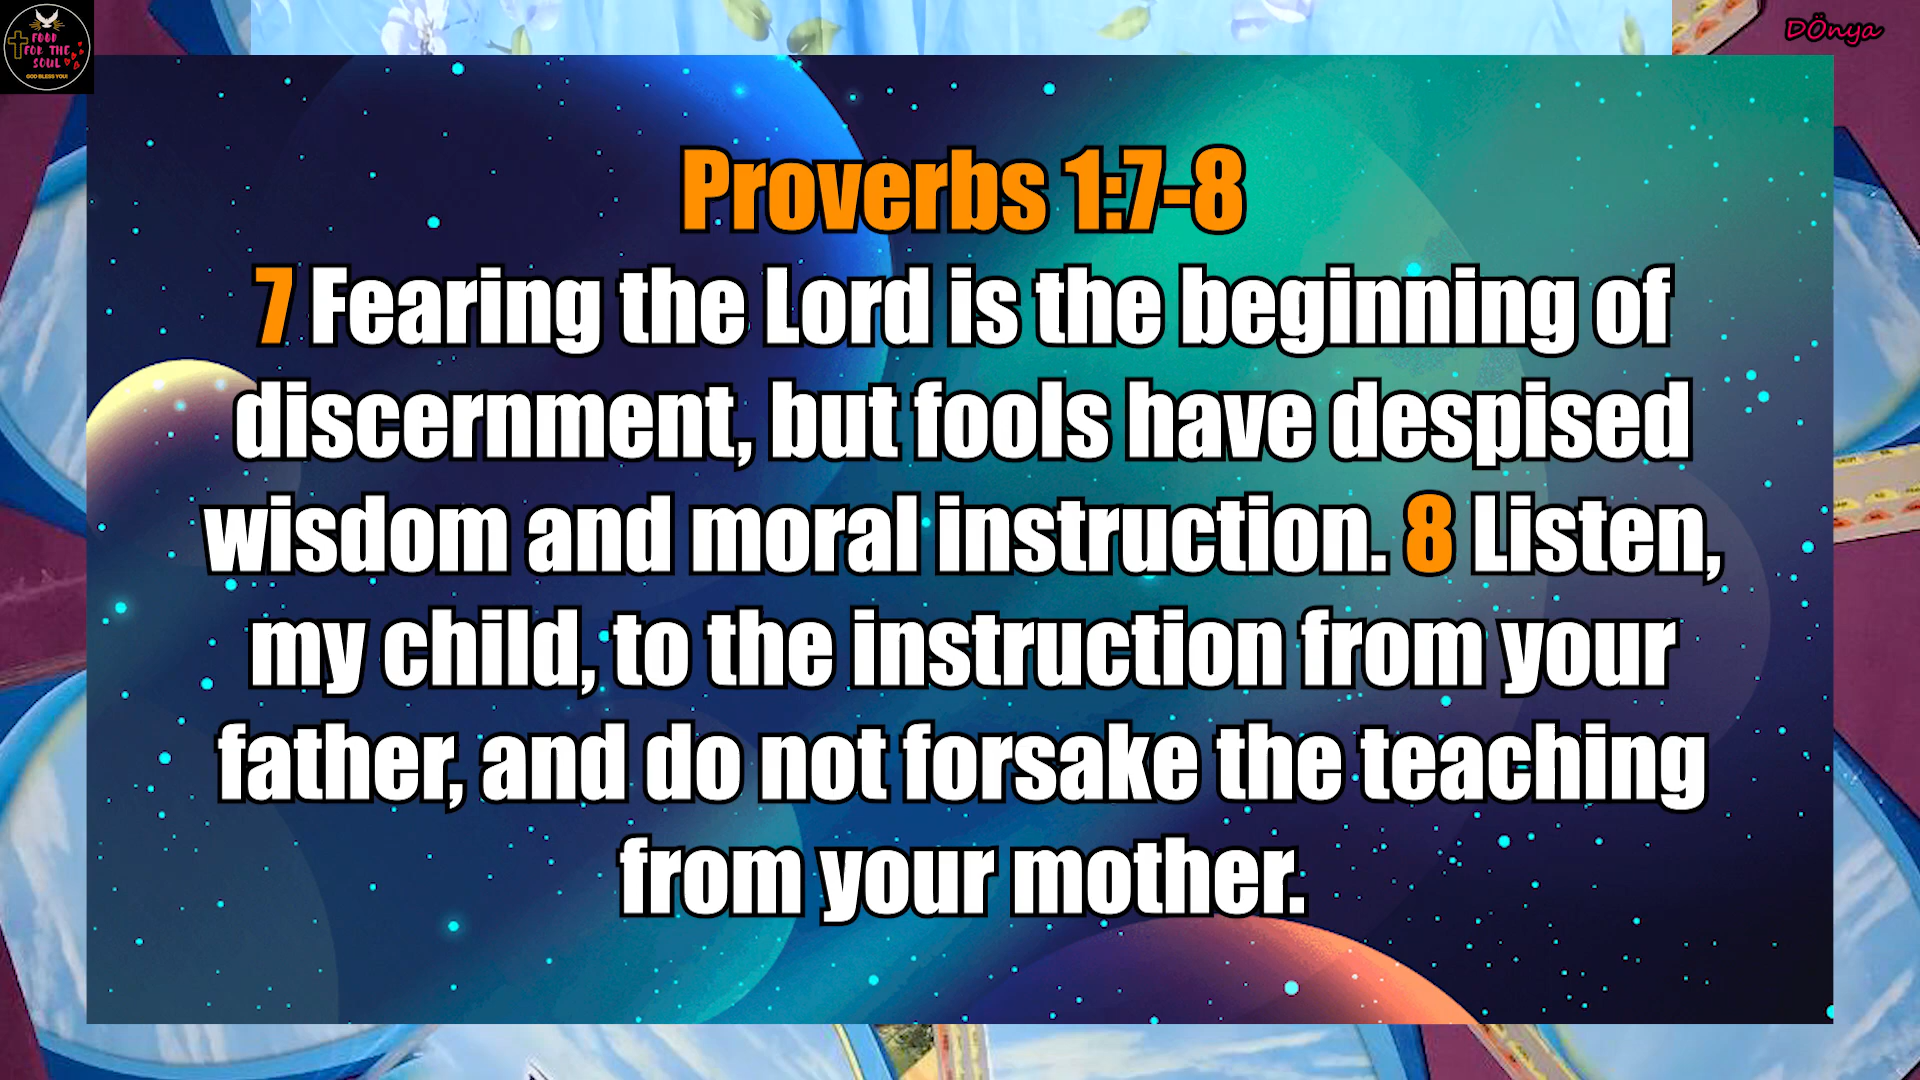 FOOD
FOR THE
SOUL
GOD BLESS YOU!
DÖnya
Proverbs 1:7-8
7 Fearing the Lord is the beginning of
discernment, but fools have despised
wisdom and moral instruction. 8 Listen,
my child, to the instruction from your
father, and do not forsake the teaching
from your mother.